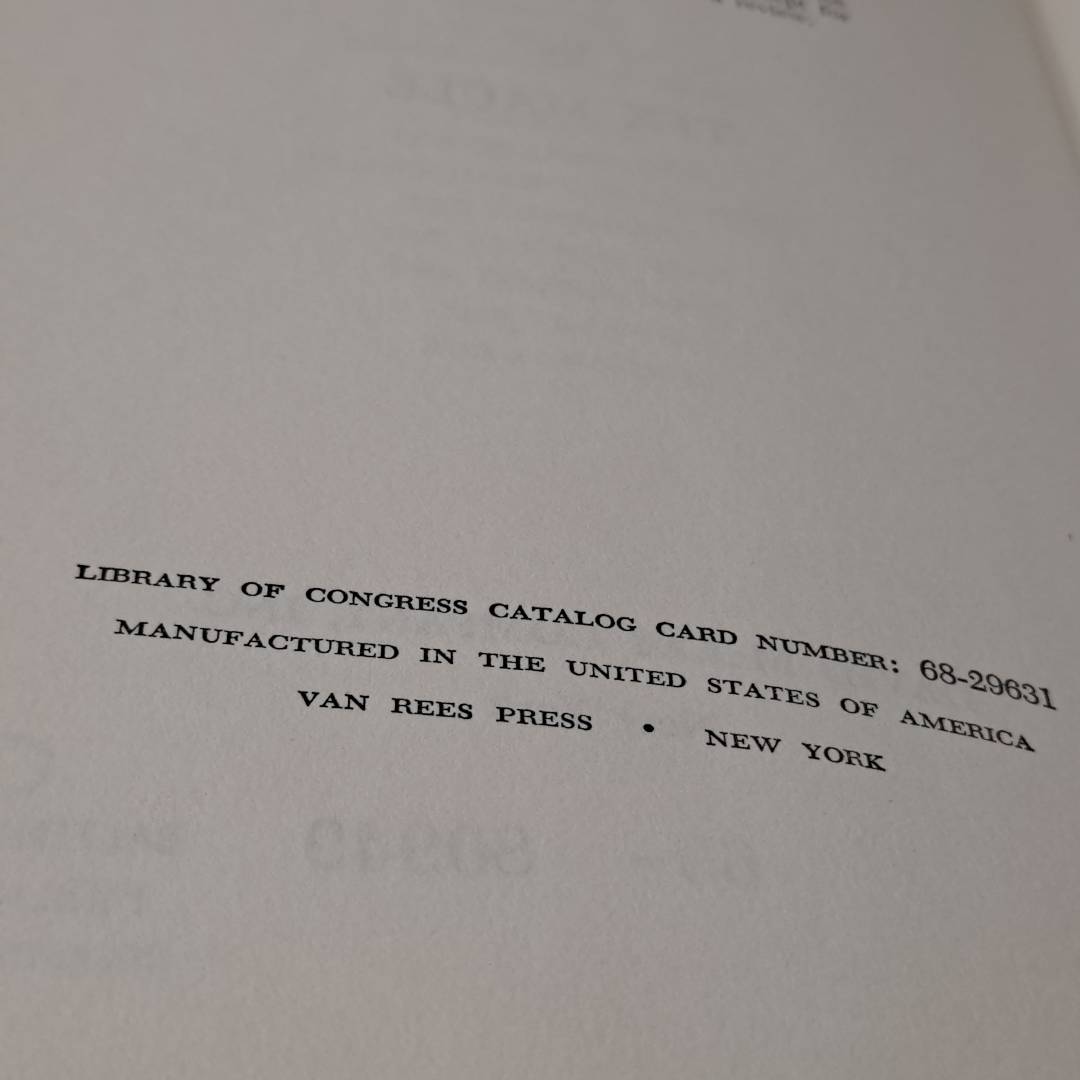 review,
LIBRARY OF CONGRESS CATALOG CARD NUMBER: 68-29631
MANUFACTURED IN THE UNITED STATES OF AMERICA
VAN REES PRESS • NEW YORK